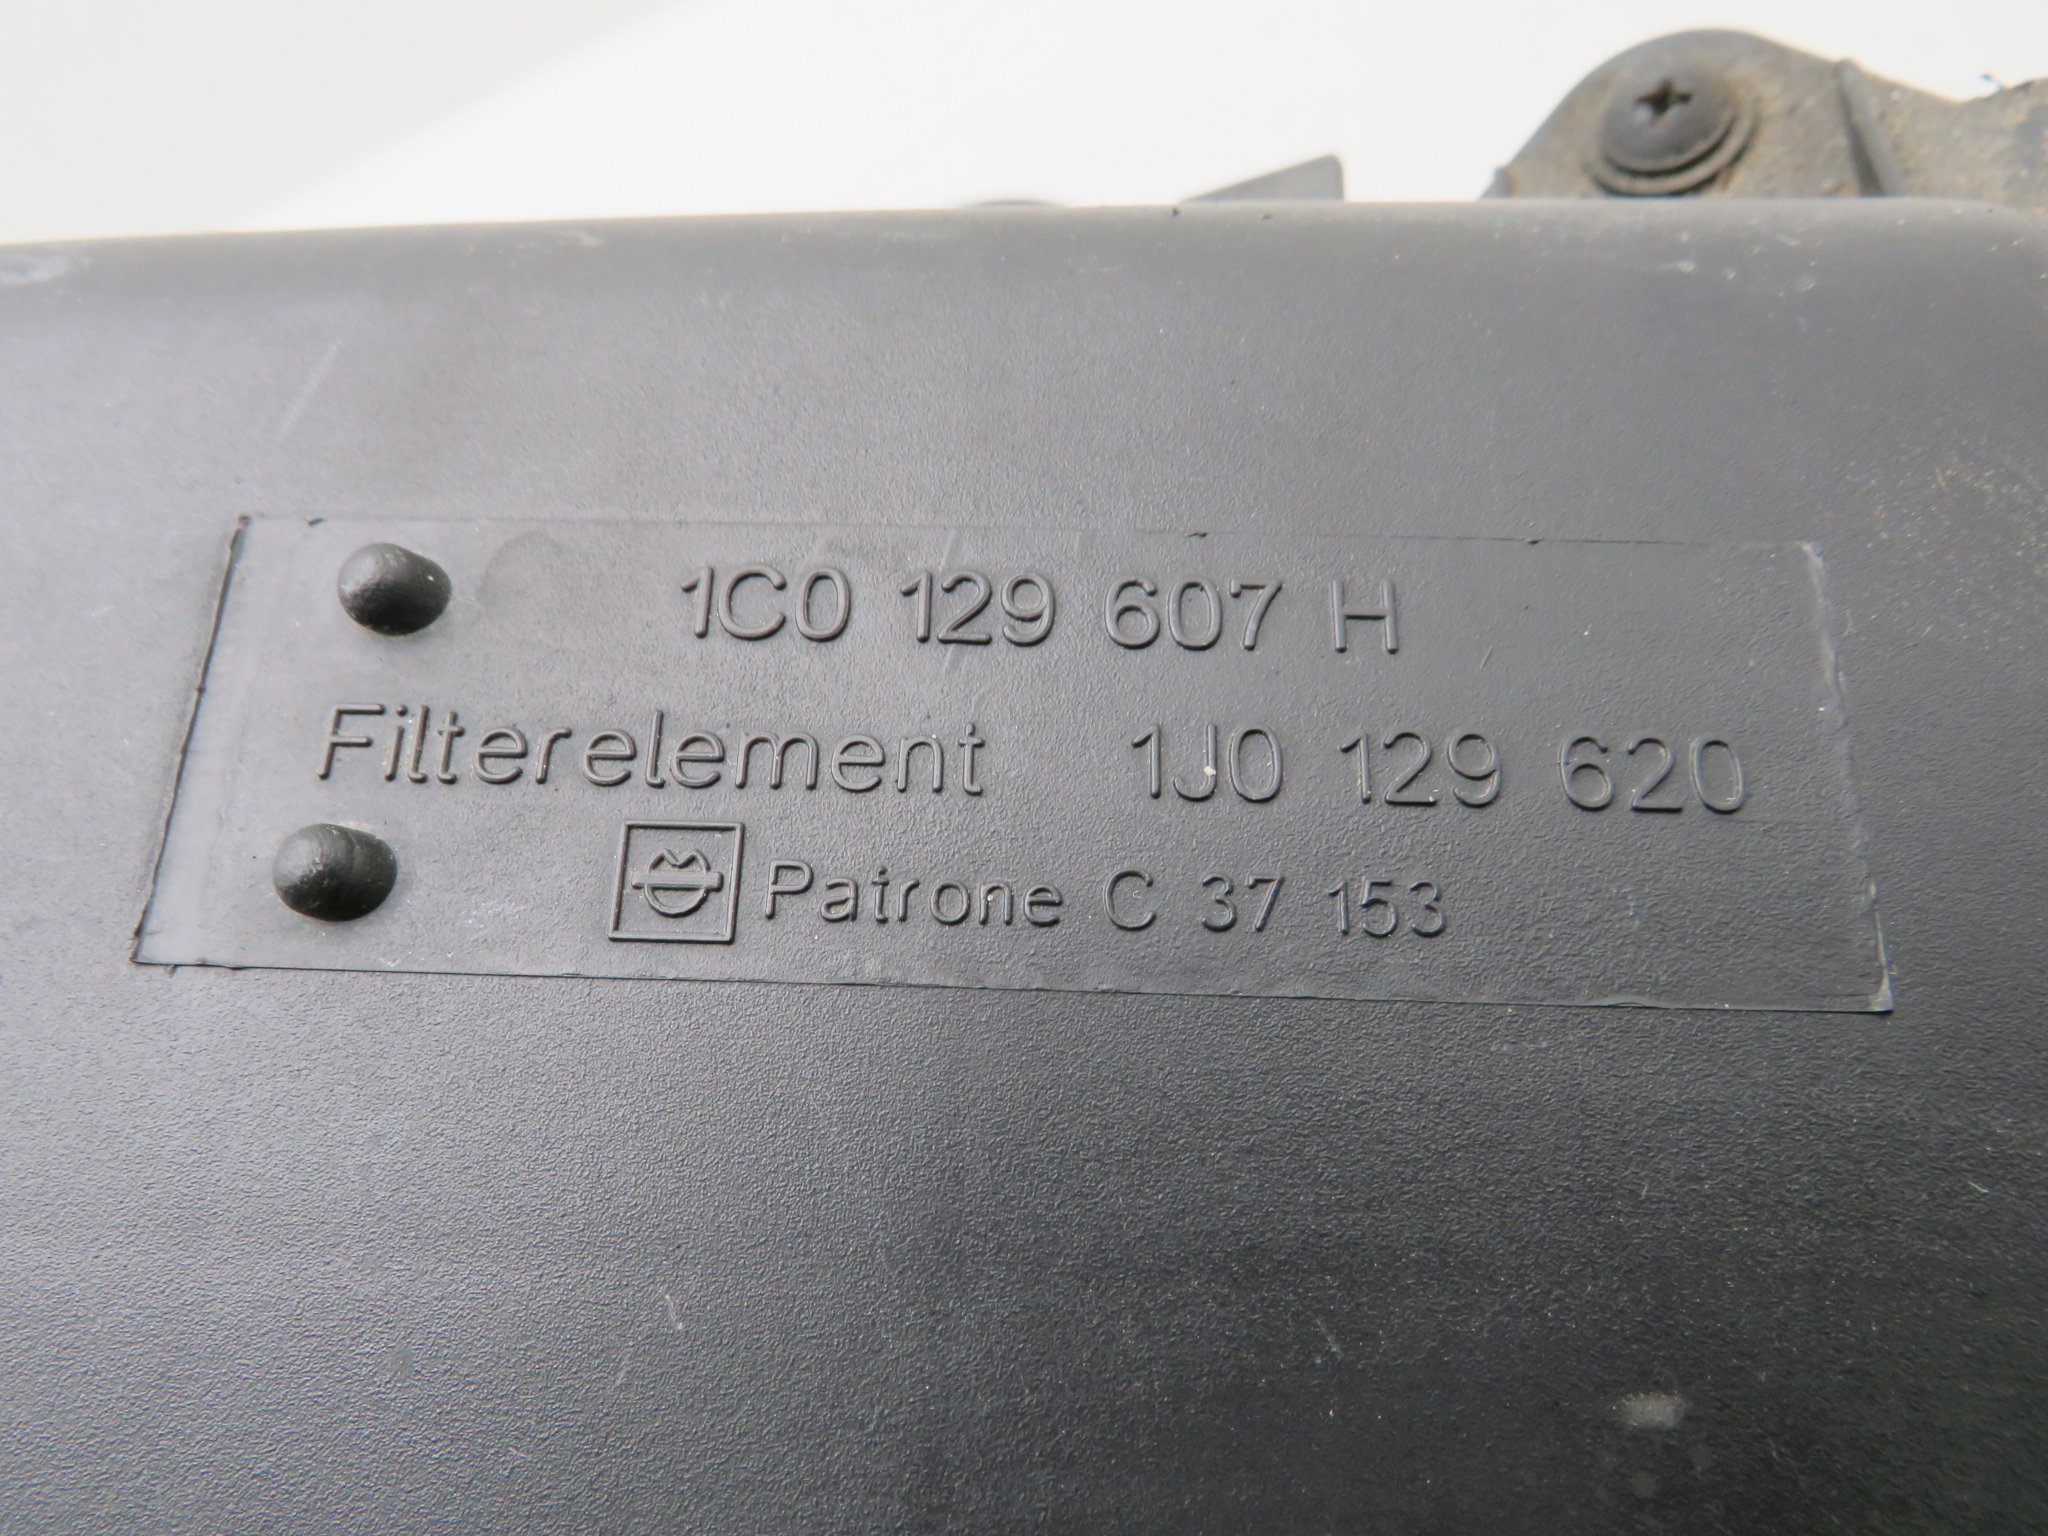 1C0 129 607 H
Filterelement 1J0 129 620
Patrone C 37 153